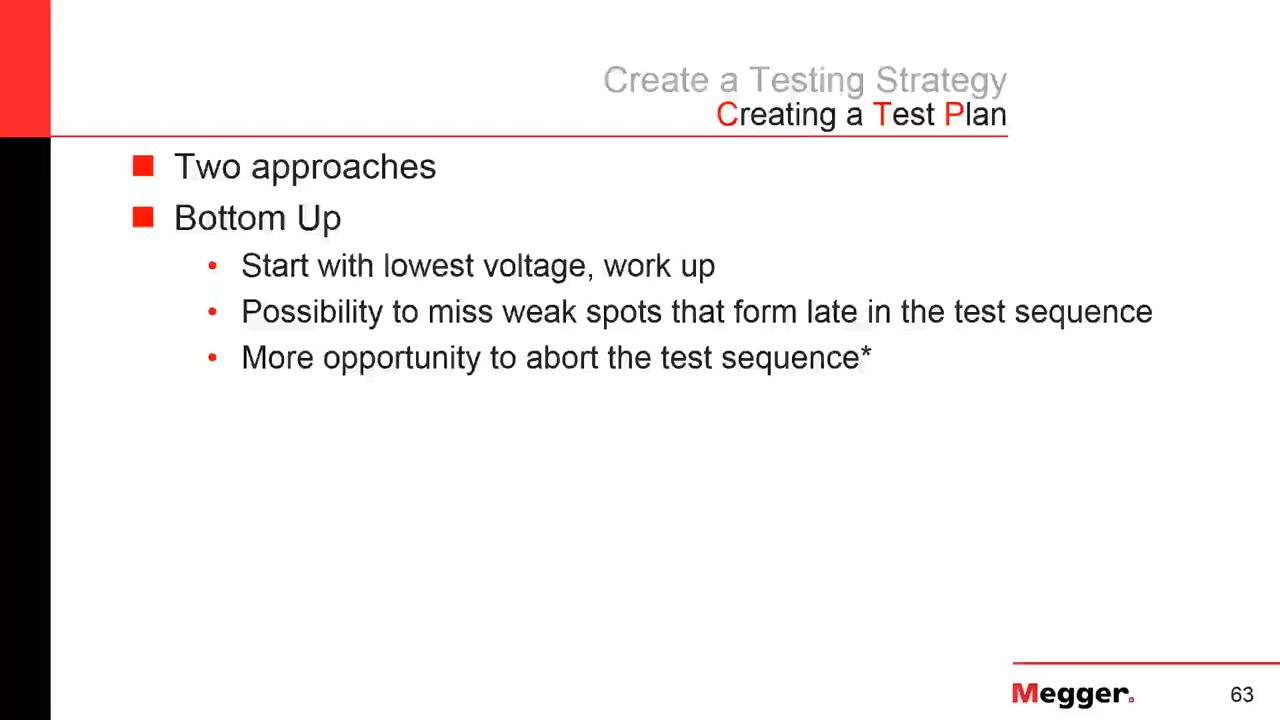 Create a Testing Strategy
Creating a Test Plan
Two approaches
Bottom Up
Start with lowest voltage, work up
Possibility to miss weak spots that form late in the test sequence
More opportunity to abort the test sequence*
Megger.
63